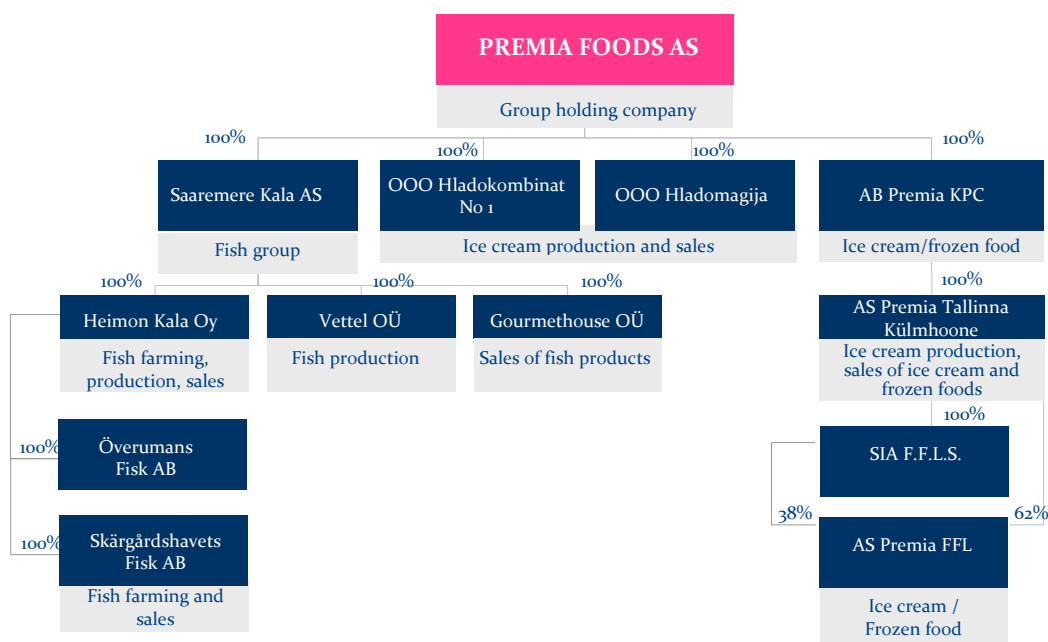 PREMIA FOODS AS
Group holding company
100%
100%
100%
100%
Saaremere Kala AS
OOO Hladokombinat
No 1
OOO Hladomagija
AB Premia KPC
Fish group
Ice cream production and sales
Ice cream/frozen food
100%
100%
100%
100%
Heimon Kala Oy
Vettel OÜ
Gourmethouse OÜ
AS Premia Tallinna
Külmhoone
Fish farming,
production, sales
Fish production
Sales of fish products
Ice cream production,
sales of ice cream and
frozen foods
100%
100%
Överumans
Fisk AB
SIA F.F.L.S.
38%
62%
100%
Skärgårdshavets
Fisk AB
AS Premia FFL
Fish farming and
sales
Ice cream /
Frozen food